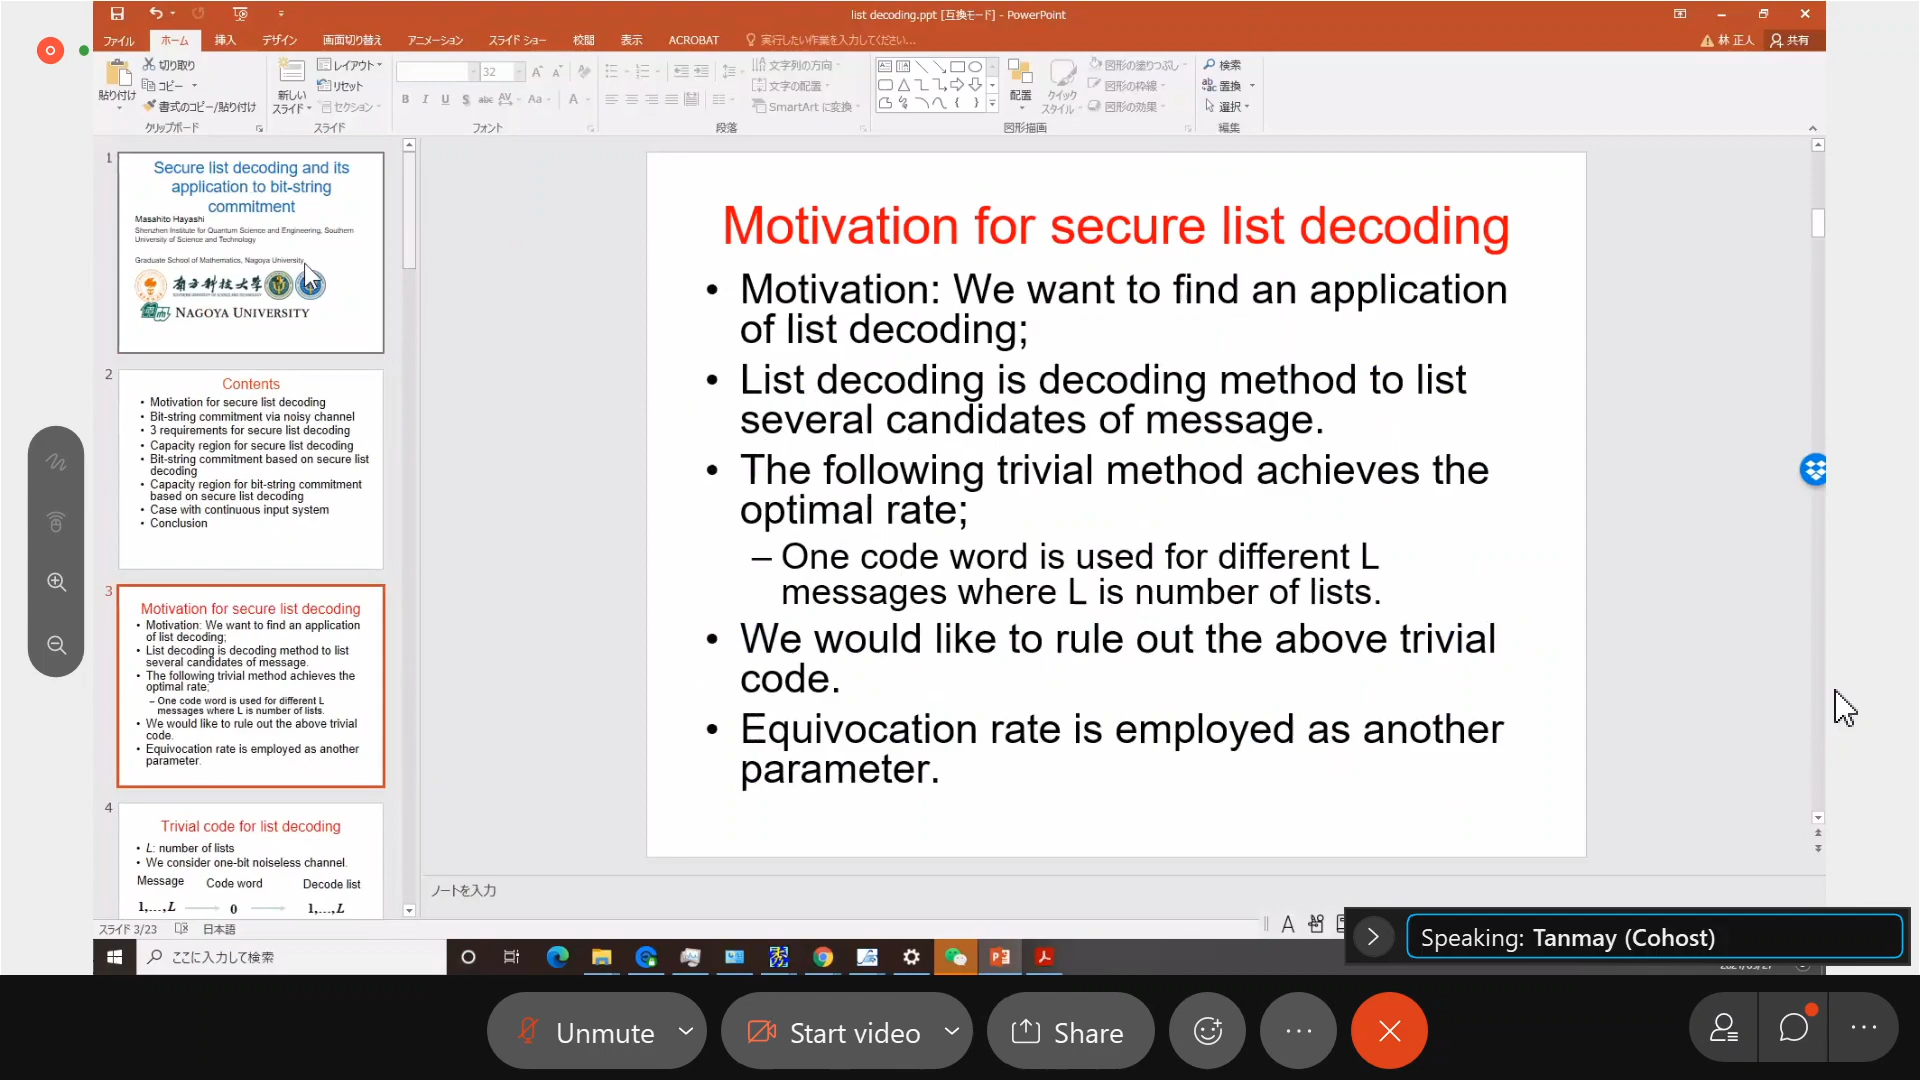 list decoding.ppt [互換モード] - PowerPoint
ファイル
ホーム
挿入
デザイン
画面切り替え
アニメーション
スライド ショー
校閲
表示
ACROBAT
実行したい作業を入力してください...
林 正人
共有
貼り付け
切り取り
コピー
書式のコピー/貼り付け
クリップボード
新しい
スライド
レイアウト
リセット
セクション
スライド
32
B I U S abc AV Aa A
フォント
文字列の方向
文字の配置
SmartArt に変換
段落
配置
クイック
スタイル
図形の塗りつぶし
図形の枠線
図形の効果
図形描画
検索
置換
選択
編集
1
Secure list decoding and its
application to bit-string
commitment
Masahito Hayashi
Shenzhen Institute for Quantum Science and Engineering, Southern
University of Science and Technology
Graduate School of Mathematics, Nagoya University
南方科技大学
NAGOYA UNIVERSITY
2
Contents
• Motivation for secure list decoding
• Bit-string commitment via noisy channel
• 3 requirements for secure list decoding
• Capacity region for secure list decoding
• Bit-string commitment based on secure list
decoding
• Capacity region for bit-string commitment
based on secure list decoding
• Case with continuous input system
• Conclusion
3
Motivation for secure list decoding
• Motivation: We want to find an application
of list decoding;
• List decoding is decoding method to list
several candidates of message.
• The following trivial method achieves the
optimal rate;
– One code word is used for different L
messages where L is number of lists.
• We would like to rule out the above trivial
code.
• Equivocation rate is employed as another
parameter.
4
Trivial code for list decoding
• L: number of lists
• We consider one-bit noiseless channel.
Message Code word Decode list
1,...,L 0 1,...,L
Motivation for secure list decoding
• Motivation: We want to find an application
of list decoding;
• List decoding is decoding method to list
several candidates of message.
• The following trivial method achieves the
optimal rate;
– One code word is used for different L
messages where L is number of lists.
• We would like to rule out the above trivial
code.
• Equivocation rate is employed as another
parameter.
ノートを入力
スライド 3/23
日本語
A
ここに入力して検索
Speaking: Tanmay (Cohost)
Unmute
Start video
Share